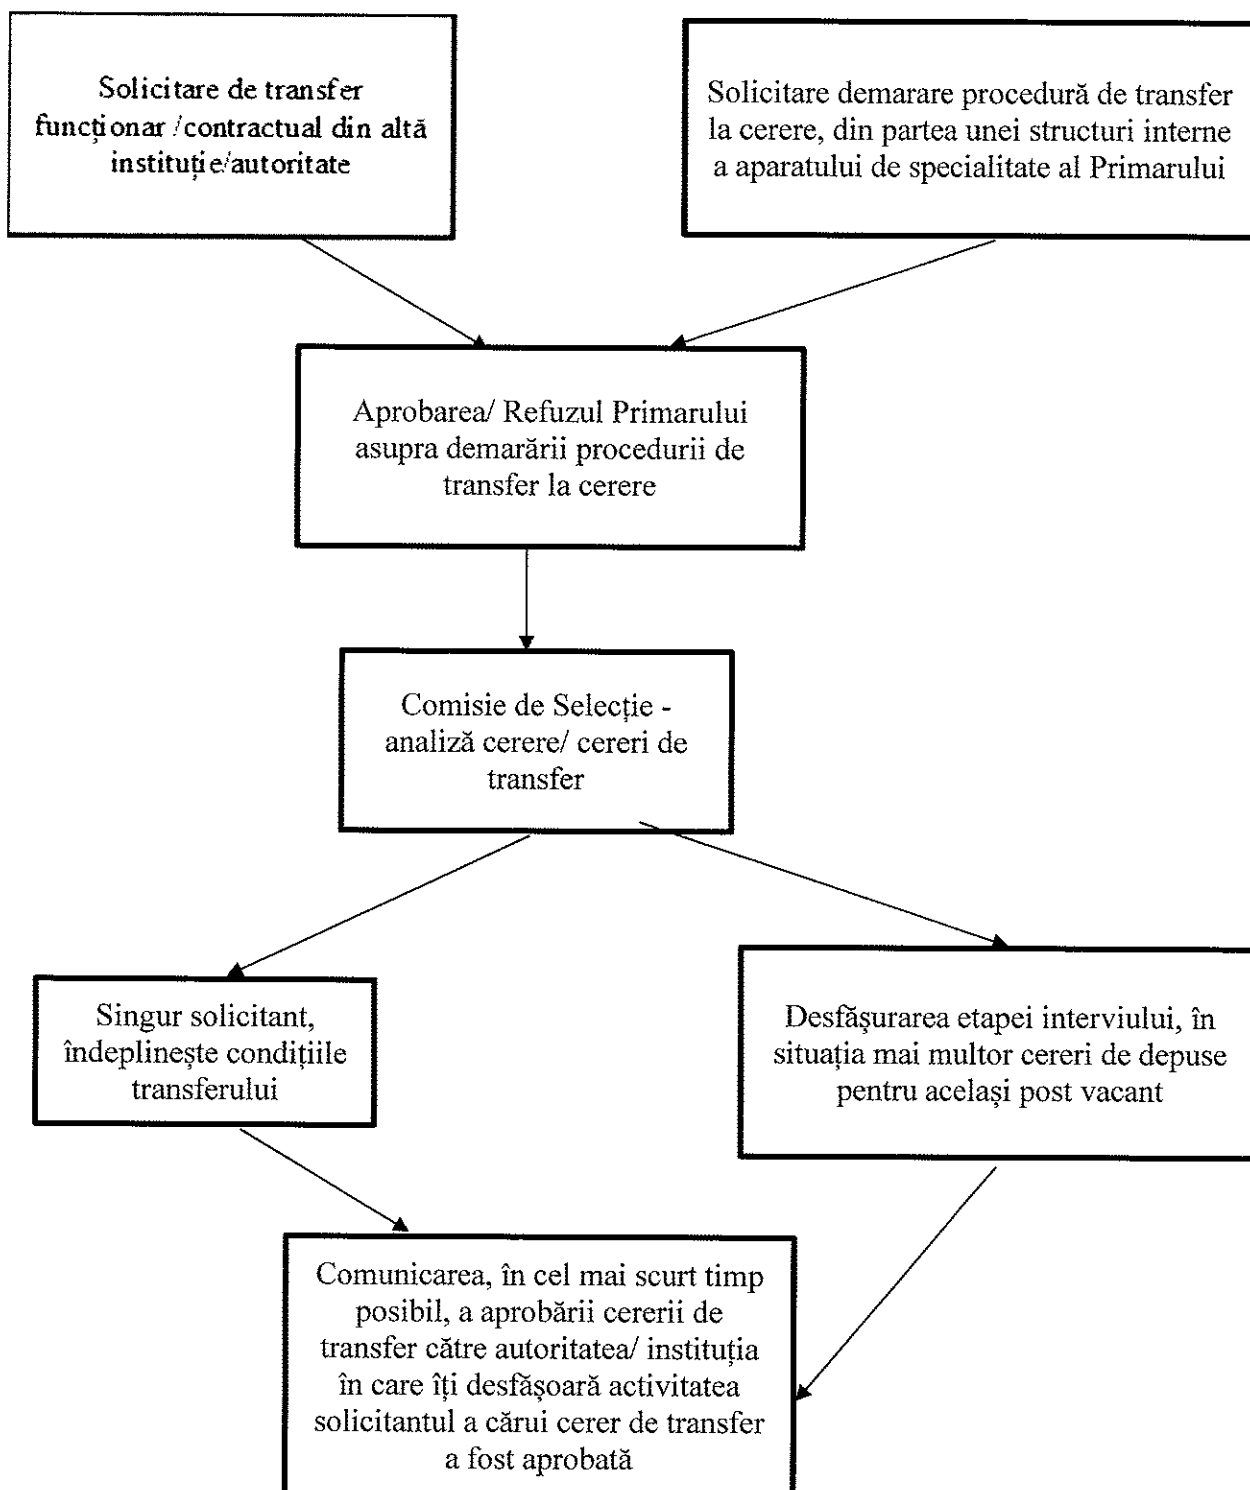 Solicitare de transfer
funcționar /contractual din altă
instituție/autoritate
Solicitare demarare procedură de transfer
la cerere, din partea unei structuri interne
a aparatului de specialitate al Primarului
Aprobarea/ Refuzul Primarului
asupra demarării procedurii de
transfer la cerere
Comisie de Selecție -
analiză cerere/ cereri de
transfer
Singur solicitant,
îndeplinește condițiile
transferului
Desfășurarea etapei interviului, în
situația mai multor cereri de depuse
pentru același post vacant
Comunicarea, în cel mai scurt timp
posibil, a aprobării cererii de
transfer către autoritatea/ instituția
în care îți desfășoară activitatea
solicitantul a cărui cerer de transfer
a fost aprobată